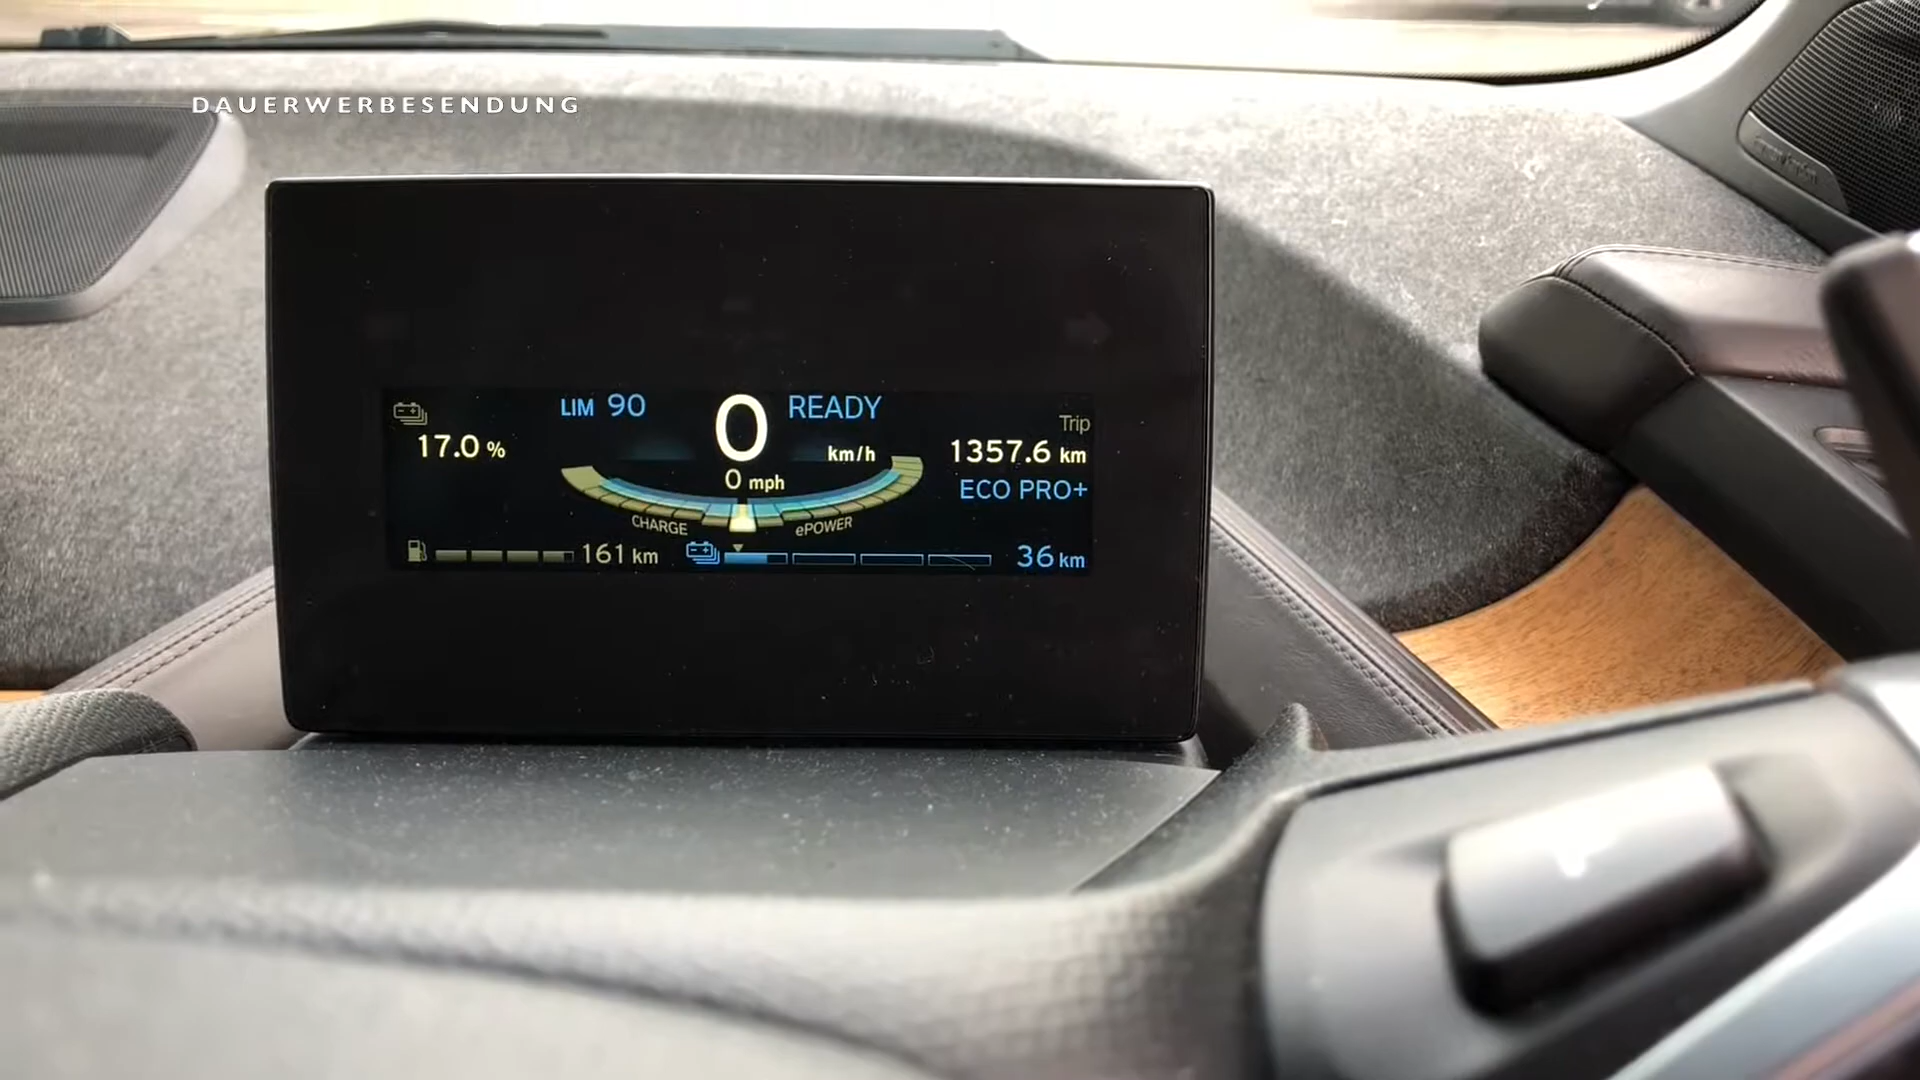 DAUERWERBESENDUNG
LIM 90
0
READY
Trip
17.0 %
km/h
1357.6 km
0 mph
ECO PRO+
CHARGE
ePOWER
161 km
36 km